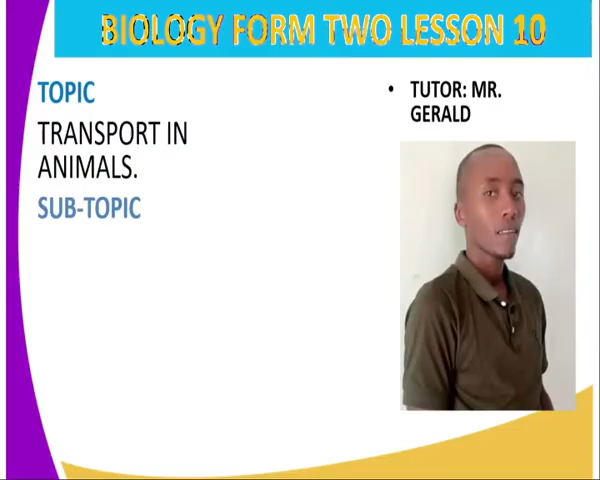 BIOLOGY FORM TWO LESSON 10
TOPIC
TRANSPORT IN
ANIMALS.
SUB-TOPIC
• TUTOR: MR.
GERALD